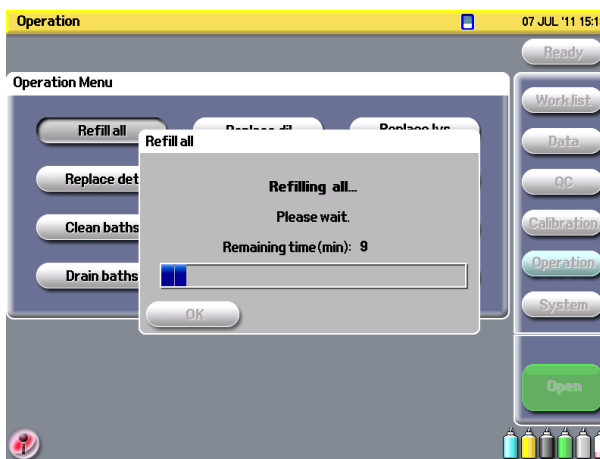 Operation
07 JUL '11 15:1
Ready
Operation Menu
Work list
Refill all
Data
Refill all
Replace det
Refilling all...
QC
Please wait.
Clean baths
Calibration
Remaining time (min): 9
Operation
Drain baths
System
OK
Open